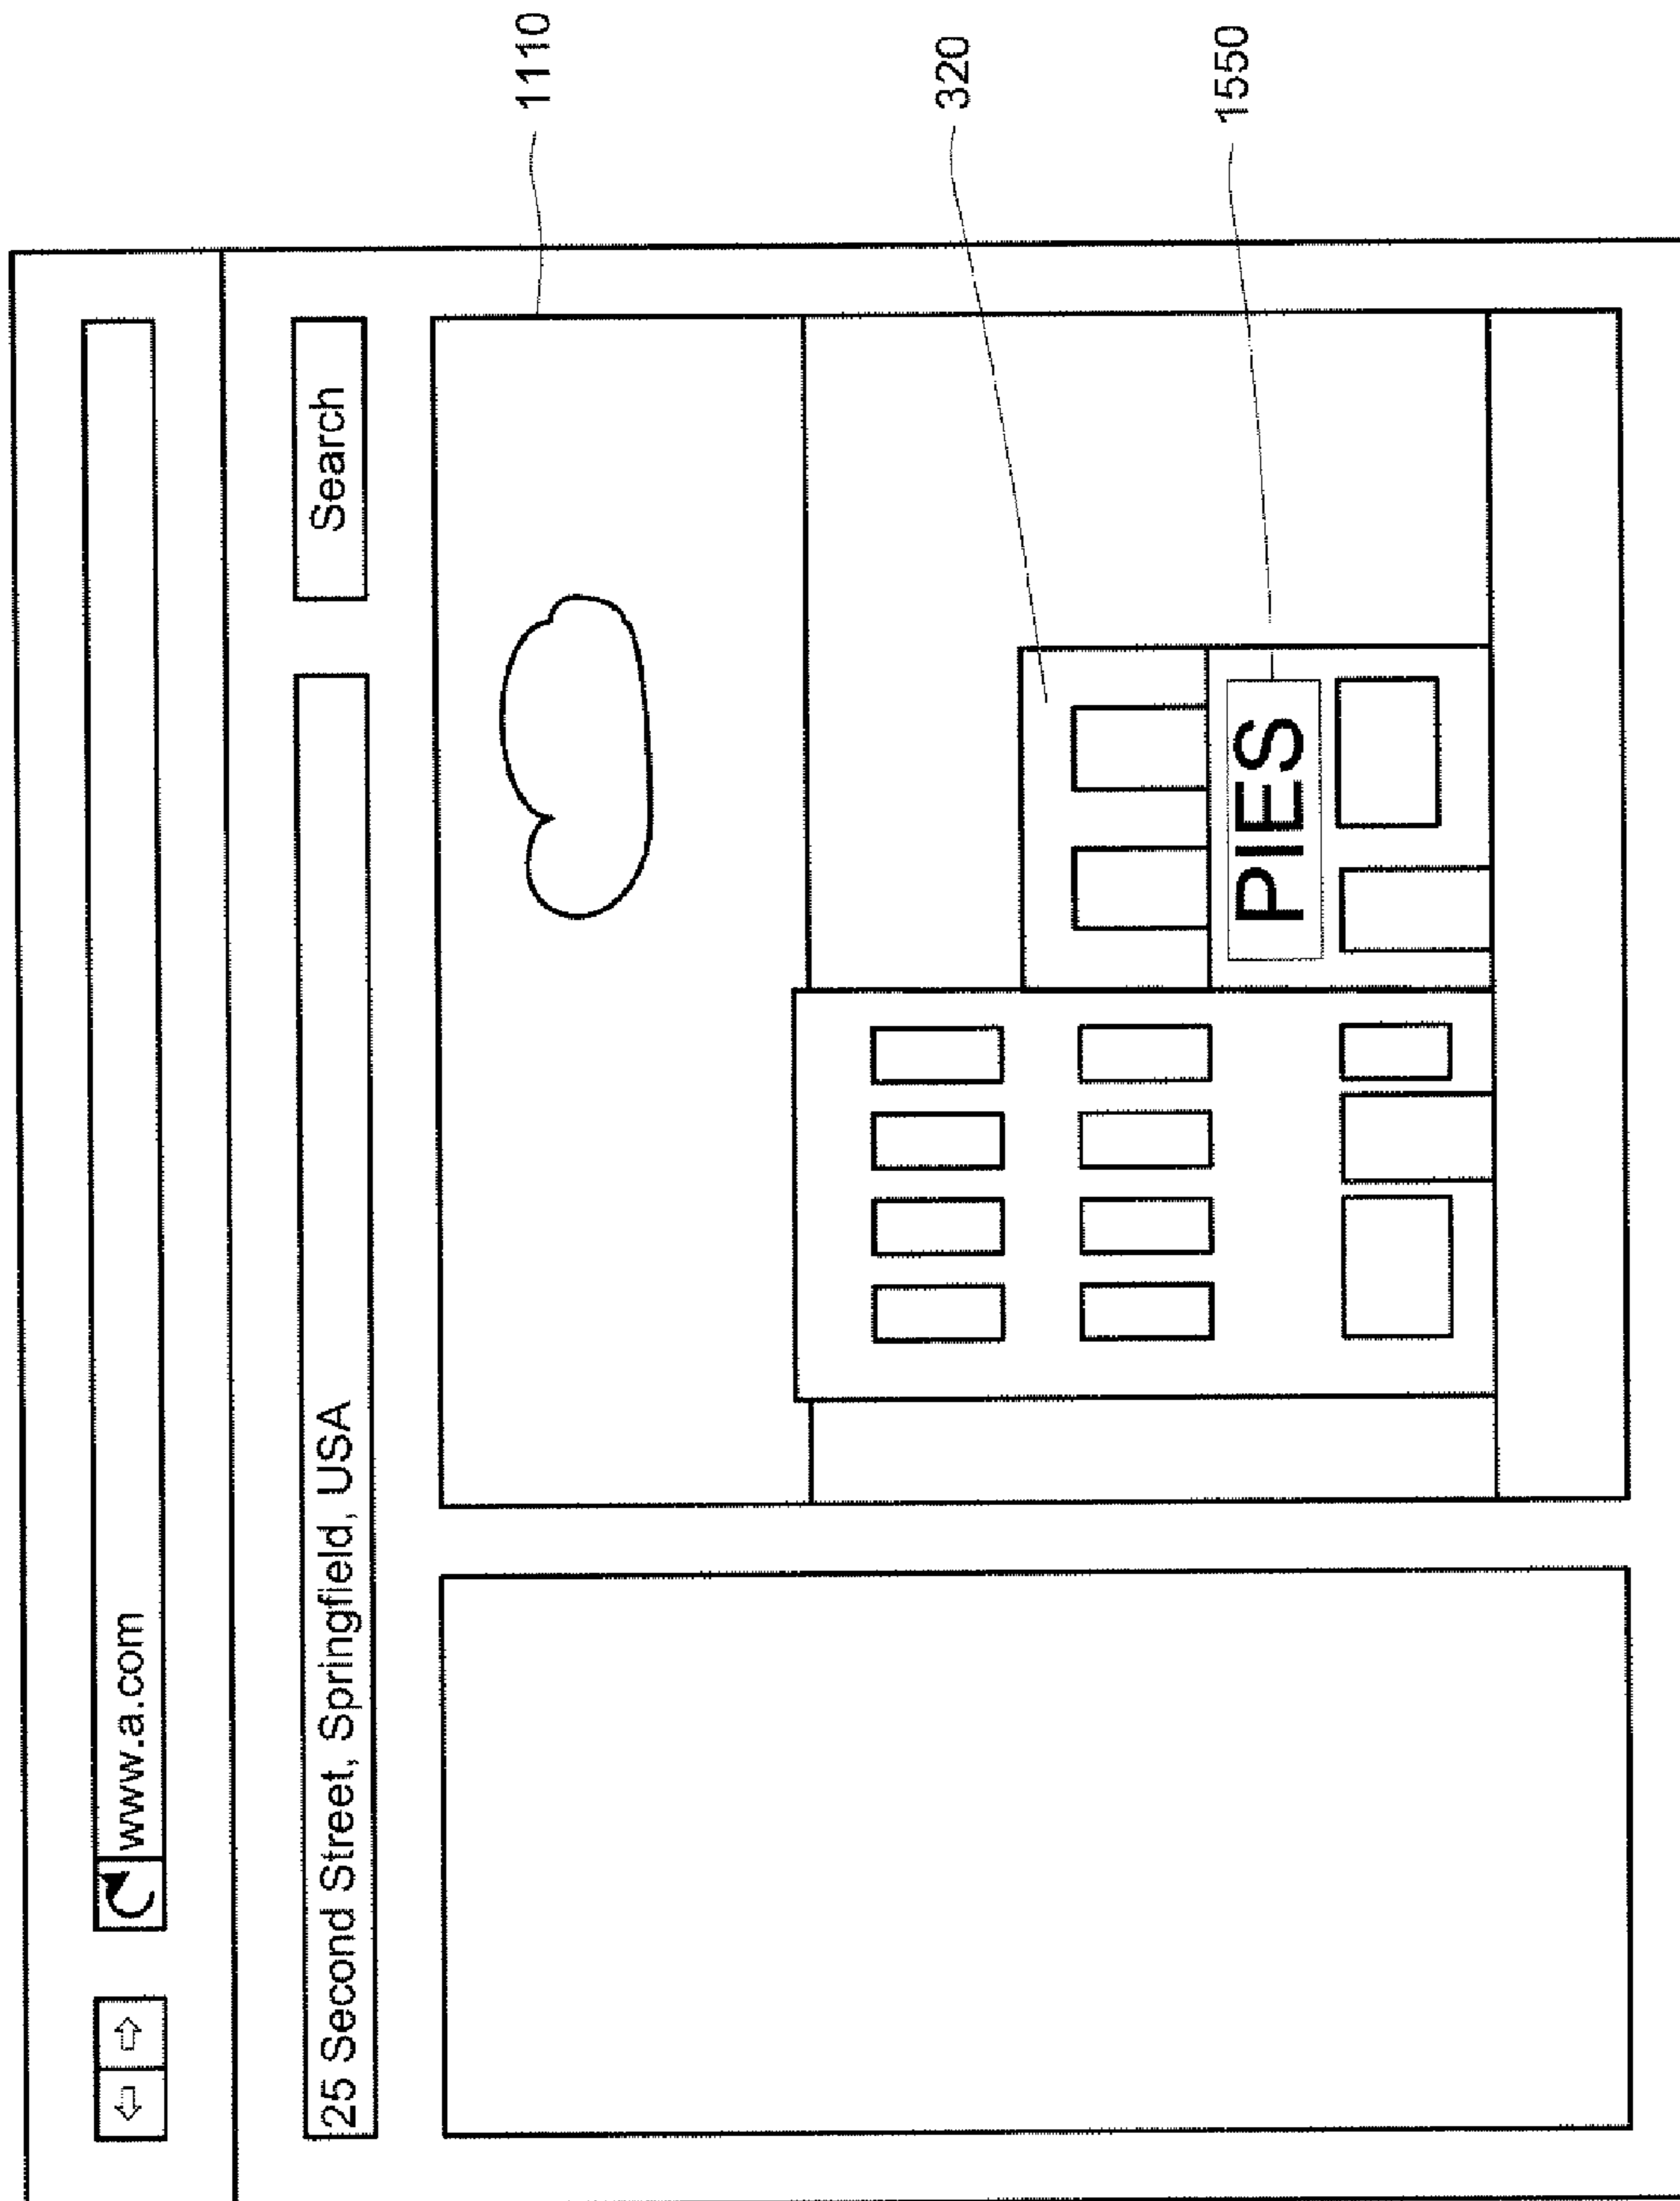 www.a.com
25 Second Street, Springfield, USA
Search
1110
320
PIES
1550